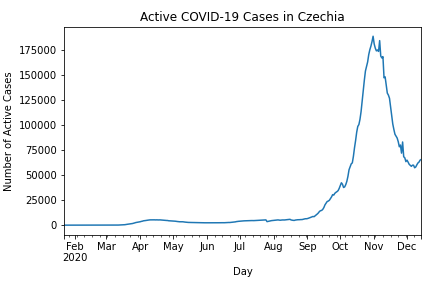 Active COVID-19 Cases in Czechia
Number of Active Cases
175000
150000
125000
100000
75000
50000
25000
0
Feb Mar Apr May Jun Jul Aug Sep Oct Nov Dec
2020
Day